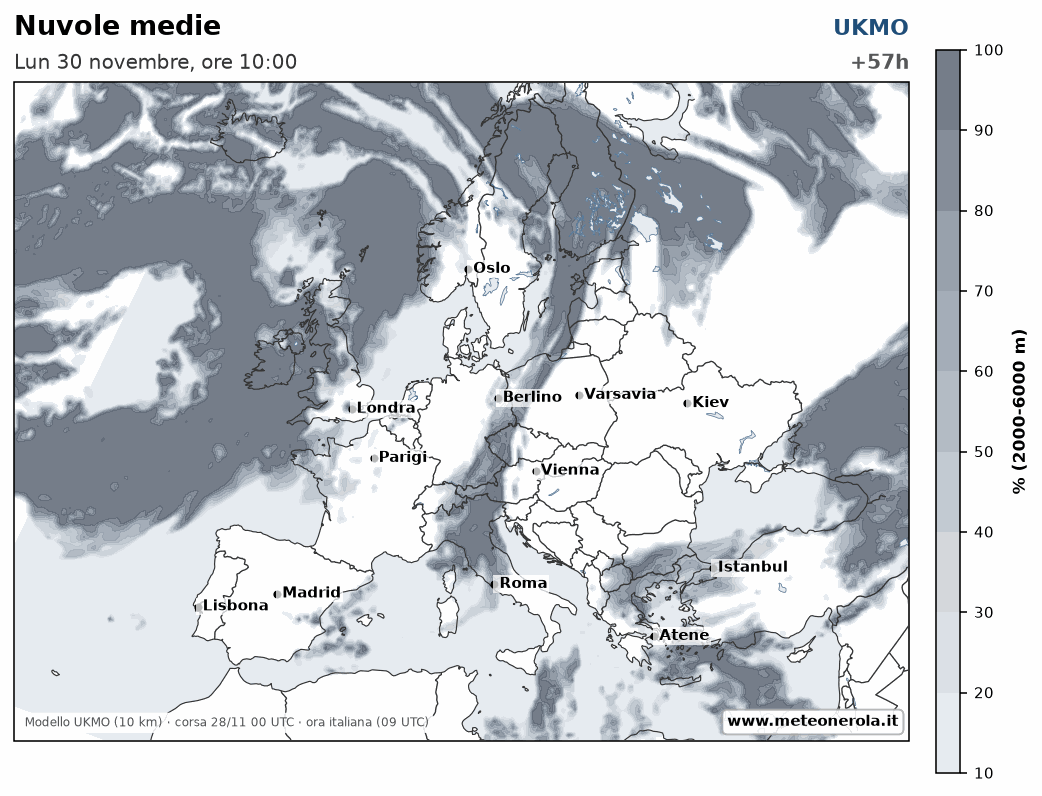 Nuvole medie
UKMO
Lun 30 novembre, ore 10:00
+57h
100
90
80
70
60
50
40
30
20
10
% (2000-6000 m)
Oslo
Berlino
Varsavia
Kiev
Londra
Parigi
Vienna
Istanbul
Roma
Madrid
Lisbona
Atene
Modello UKMO (10 km) · corsa 28/11 00 UTC · ora italiana (09 UTC)
www.meteonerola.it